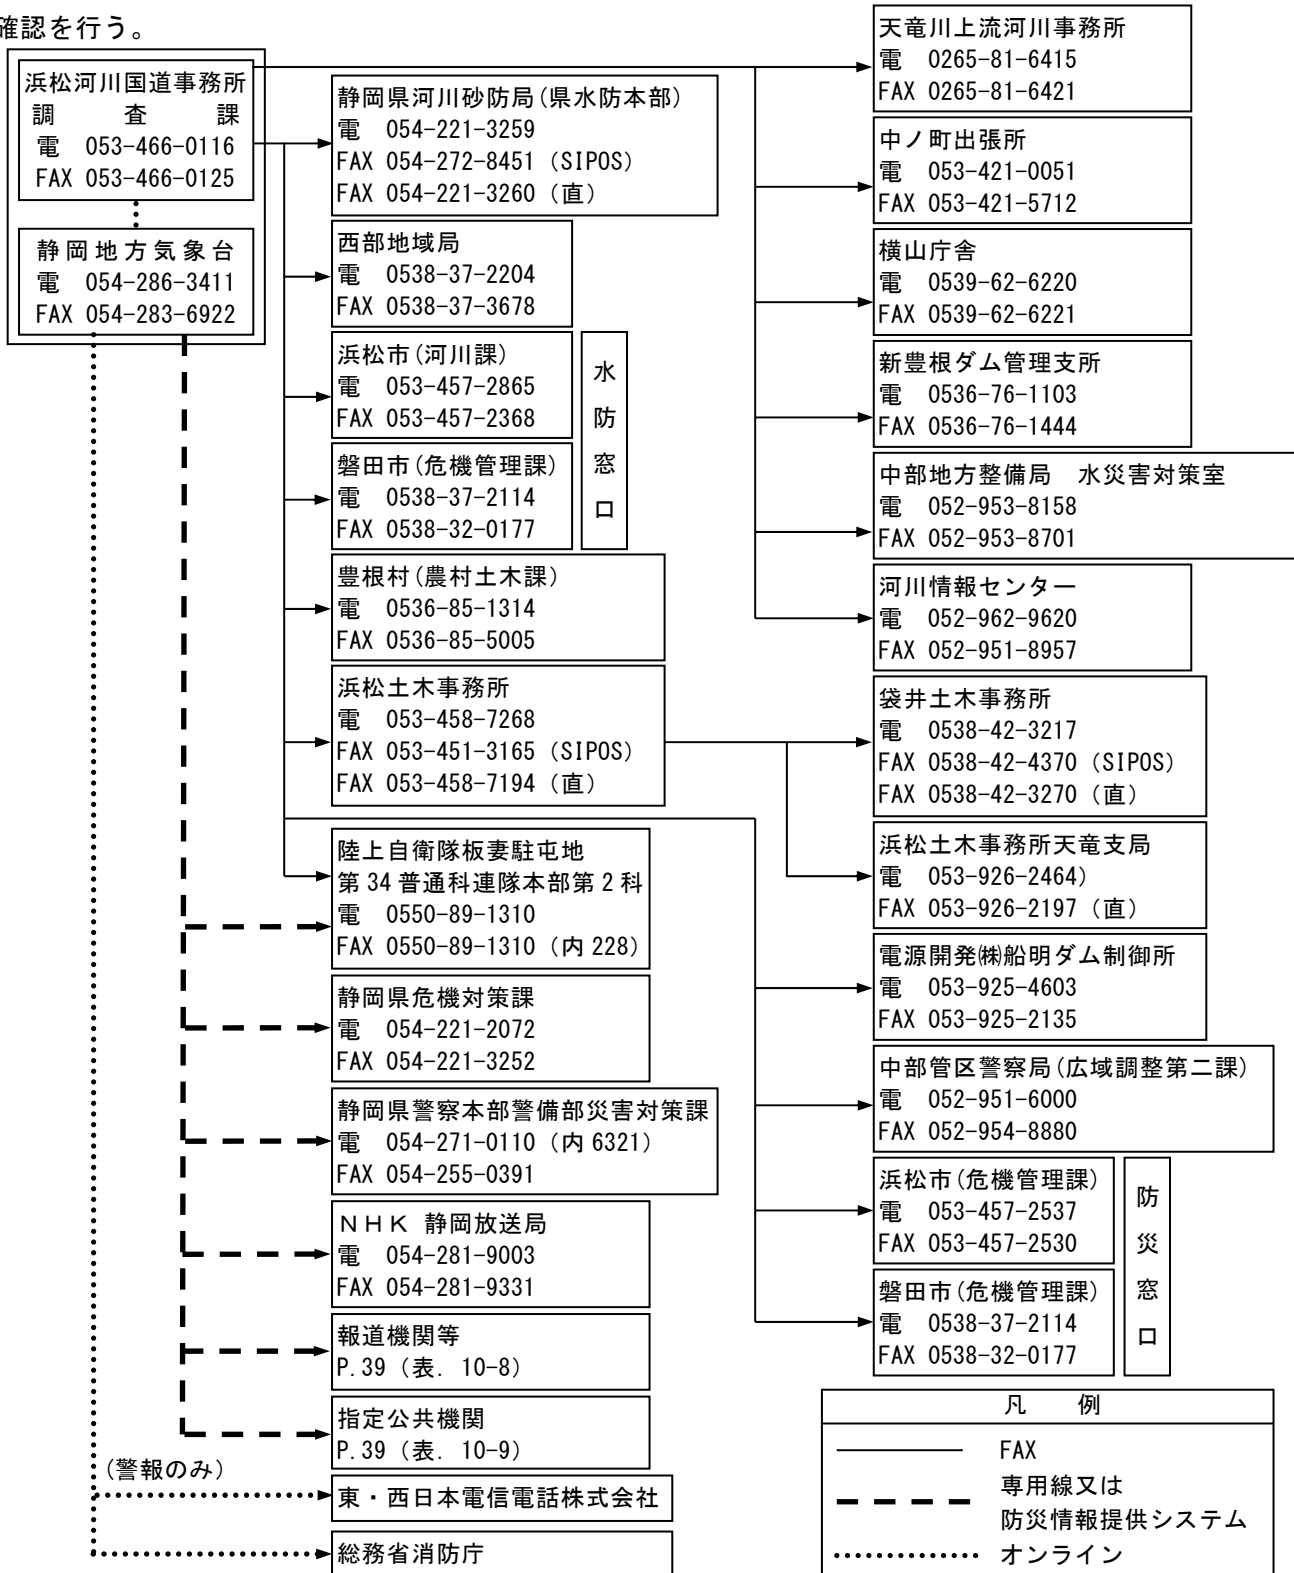 確認を行う。
浜松河川国道事務所
調　査　課
電　053-466-0116
FAX 053-466-0125
静岡地方気象台
電　054-286-3411
FAX 054-283-6922
静岡県河川砂防局(県水防本部)
電　054-221-3259
FAX 054-272-8451（SIPOS）
FAX 054-221-3260（直）
西部地域局
電　0538-37-2204
FAX 0538-37-3678
浜松市(河川課)
電　053-457-2865
FAX 053-457-2368
磐田市(危機管理課)
電　0538-37-2114
FAX 0538-32-0177
水防窓口
豊根村(農村土木課)
電　0536-85-1314
FAX 0536-85-5005
浜松土木事務所
電　053-458-7268
FAX 053-451-3165（SIPOS）
FAX 053-458-7194（直）
陸上自衛隊板妻駐屯地
第34普通科連隊本部第2科
電　0550-89-1310
FAX 0550-89-1310（内228）
静岡県危機対策課
電　054-221-2072
FAX 054-221-3252
静岡県警察本部警備部災害対策課
電　054-271-0110（内6321）
FAX 054-255-0391
ＮＨＫ 静岡放送局
電　054-281-9003
FAX 054-281-9331
報道機関等
P.39（表. 10-8）
指定公共機関
P.39（表. 10-9）
(警報のみ)
東・西日本電信電話株式会社
総務省消防庁
天竜川上流河川事務所
電　0265-81-6415
FAX 0265-81-6421
中ノ町出張所
電　053-421-0051
FAX 053-421-5712
横山庁舎
電　0539-62-6220
FAX 0539-62-6221
新豊根ダム管理支所
電　0536-76-1103
FAX 0536-76-1444
中部地方整備局　水災害対策室
電　052-953-8158
FAX 052-953-8701
河川情報センター
電　052-962-9620
FAX 052-951-8957
袋井土木事務所
電　0538-42-3217
FAX 0538-42-4370（SIPOS）
FAX 0538-42-3270（直）
浜松土木事務所天竜支局
電　053-926-2464)
FAX 053-926-2197（直）
電源開発㈱船明ダム制御所
電　053-925-4603
FAX 053-925-2135
中部管区警察局(広域調整第二課)
電　052-951-6000
FAX 052-954-8880
浜松市(危機管理課)
電　053-457-2537
FAX 053-457-2530
磐田市(危機管理課)
電　0538-37-2114
FAX 0538-32-0177
防災窓口
凡　例
FAX
専用線又は
防災情報提供システム
オンライン